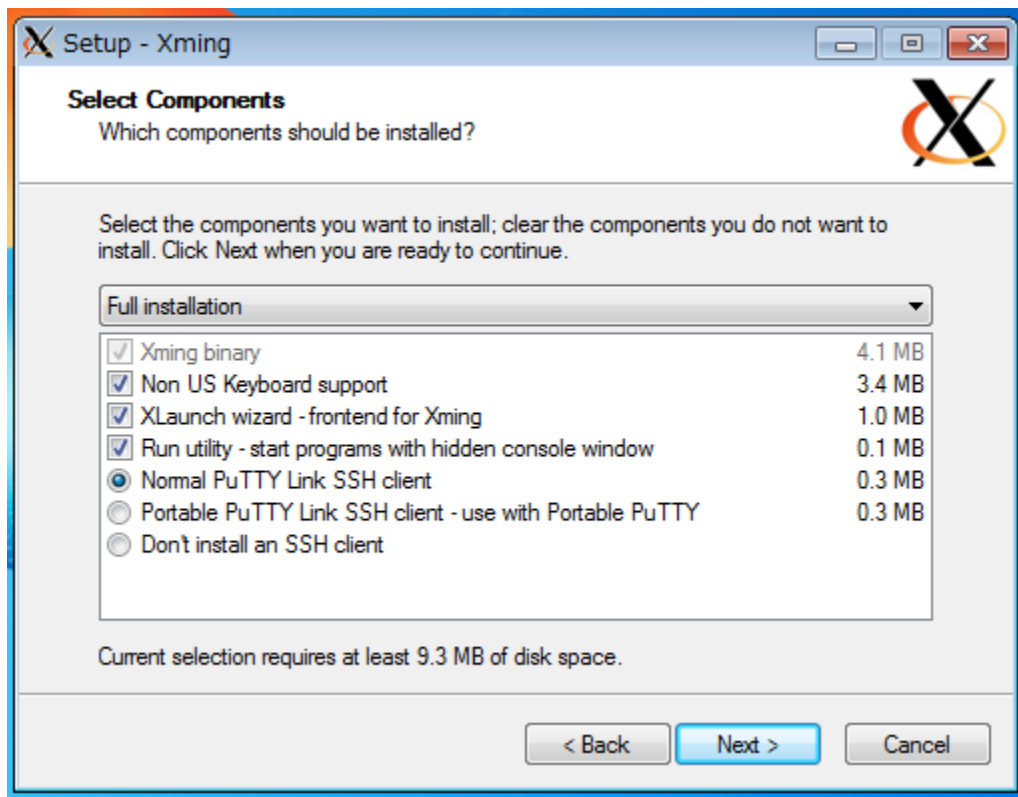 Setup - Xming
Select Components
Which components should be installed?
Select the components you want to install; clear the components you do not want to
install. Click Next when you are ready to continue.
Full installation
Xming binary 4.1 MB
Non US Keyboard support 3.4 MB
XLaunch wizard - frontend for Xming 1.0 MB
Run utility - start programs with hidden console window 0.1 MB
Normal PuTTY Link SSH client 0.3 MB
Portable PuTTY Link SSH client - use with Portable PuTTY 0.3 MB
Don't install an SSH client
Current selection requires at least 9.3 MB of disk space.
< Back Next > Cancel